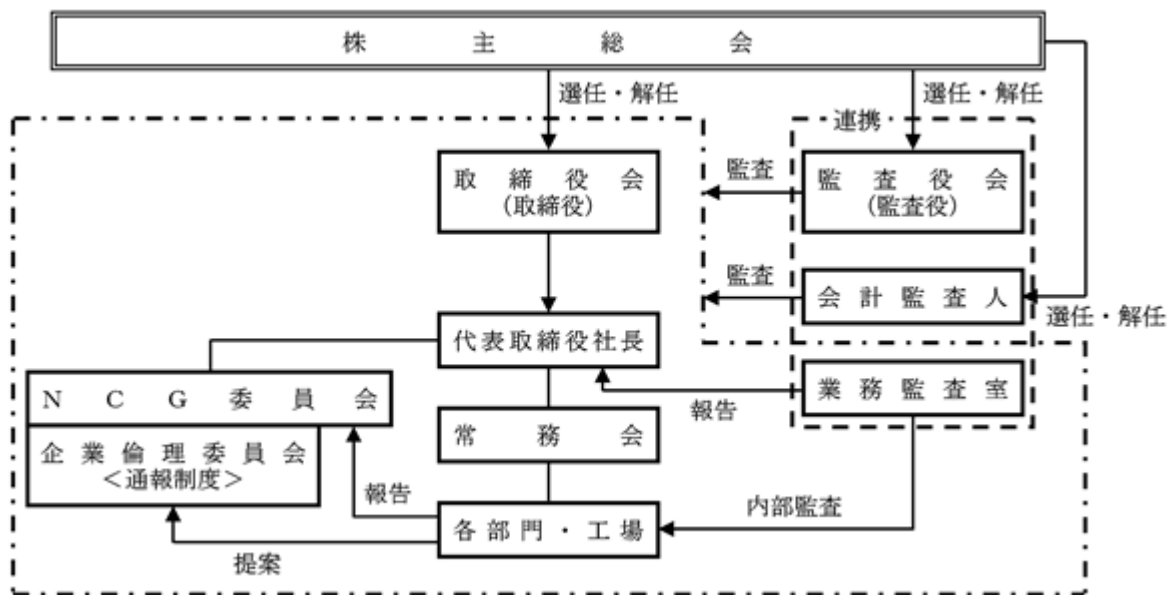 株主総会
選任・解任
選任・解任
連携
取締役会
(取締役)
監査
監査役会
(監査役)
監査
会計監査人
選任・解任
代表取締役社長
NCG委員会
報告
業務監査室
企業倫理委員会
<通報制度>
常務会
報告
内部監査
各部門・工場
提案